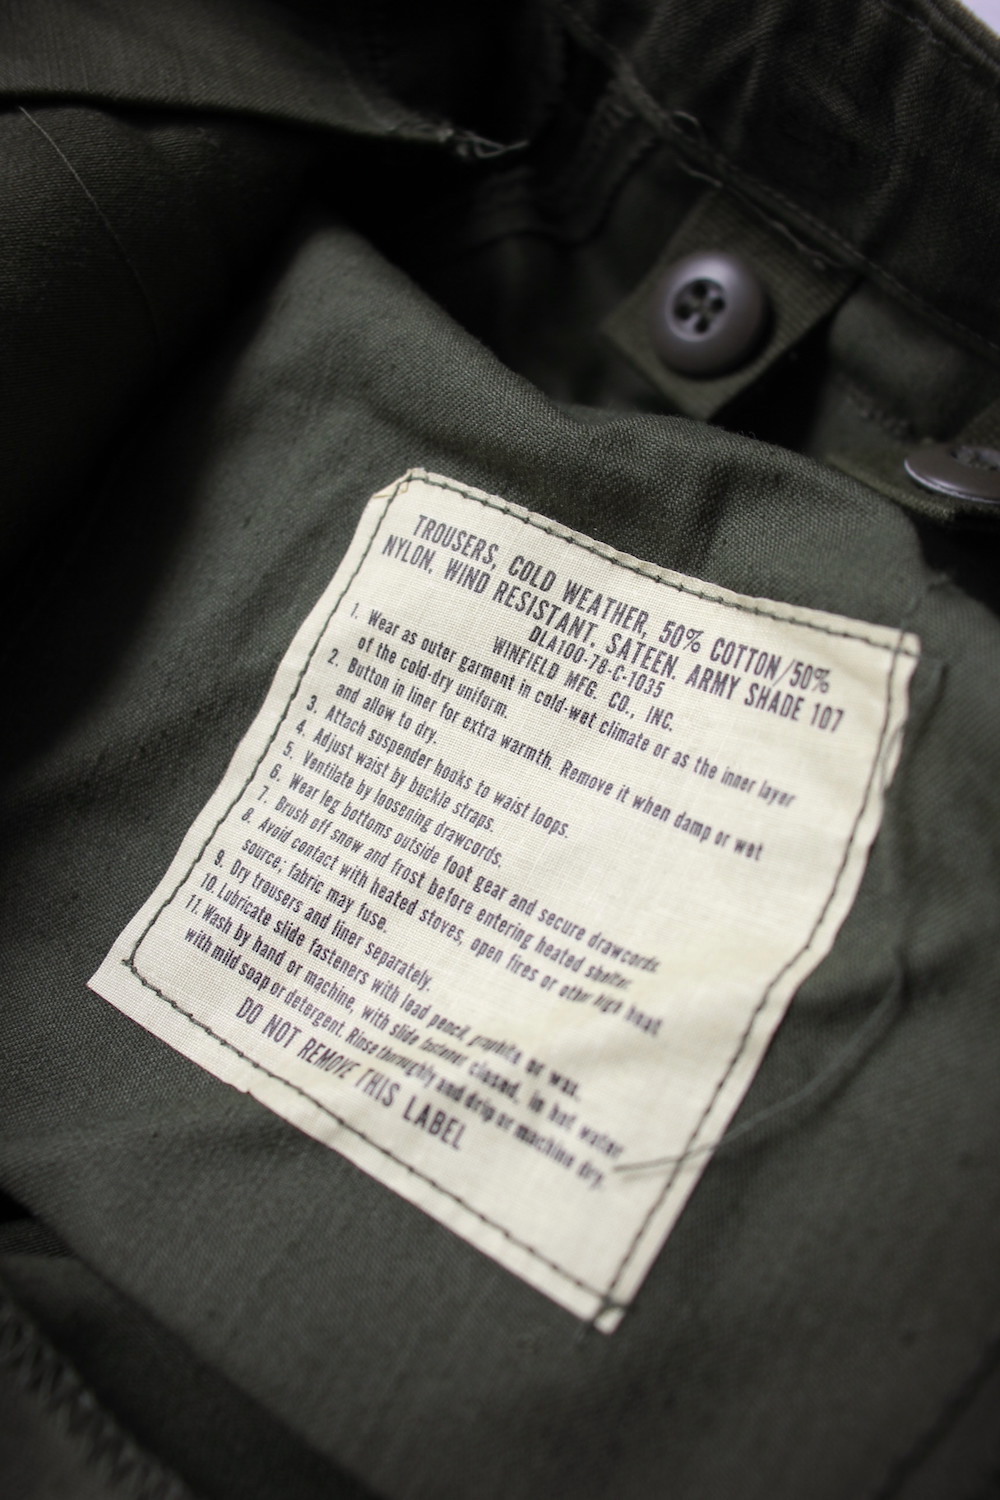 TROUSERS, COLD WEATHER, 50% COTTON/50%
NYLON, WIND RESISTANT, SATEEN, ARMY SHADE 107
DLA100-78-C-1035
WINFIELD MFG. CO., INC.
1. Wear as outer garment in cold-wet climate or as the inner layer
of the cold-dry uniform.
2. Button in liner for extra warmth. Remove it when damp or wet
and allow to dry.
3. Attach suspender hooks to waist loops.
4. Adjust waist by buckle straps.
5. Ventilate by loosening drawcords.
6. Wear leg bottoms outside foot gear and secure drawcords.
7. Brush off snow and frost before entering heated shelter.
8. Avoid contact with heated stoves, open fires or other high heat
source; fabric may fuse.
9. Dry trousers and liner separately.
10. Lubricate slide fasteners with lead pencil, graphite or wax.
11. Wash by hand or machine, with slide fastener closed, in hot water
with mild soap or detergent. Rinse thoroughly and drip or machine dry.
DO NOT REMOVE THIS LABEL